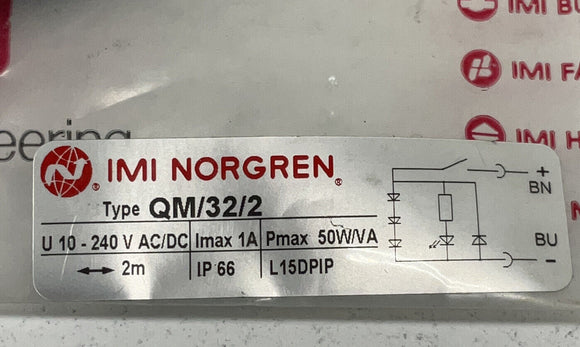 IMI BU
IMI FA
eering
IMI H
IMI NORGREN®
Type QM/32/2
U 10 - 240 V AC/DC Imax 1A Pmax 50W/VA
2m IP 66 L15DPIP
+
BN
BU
-